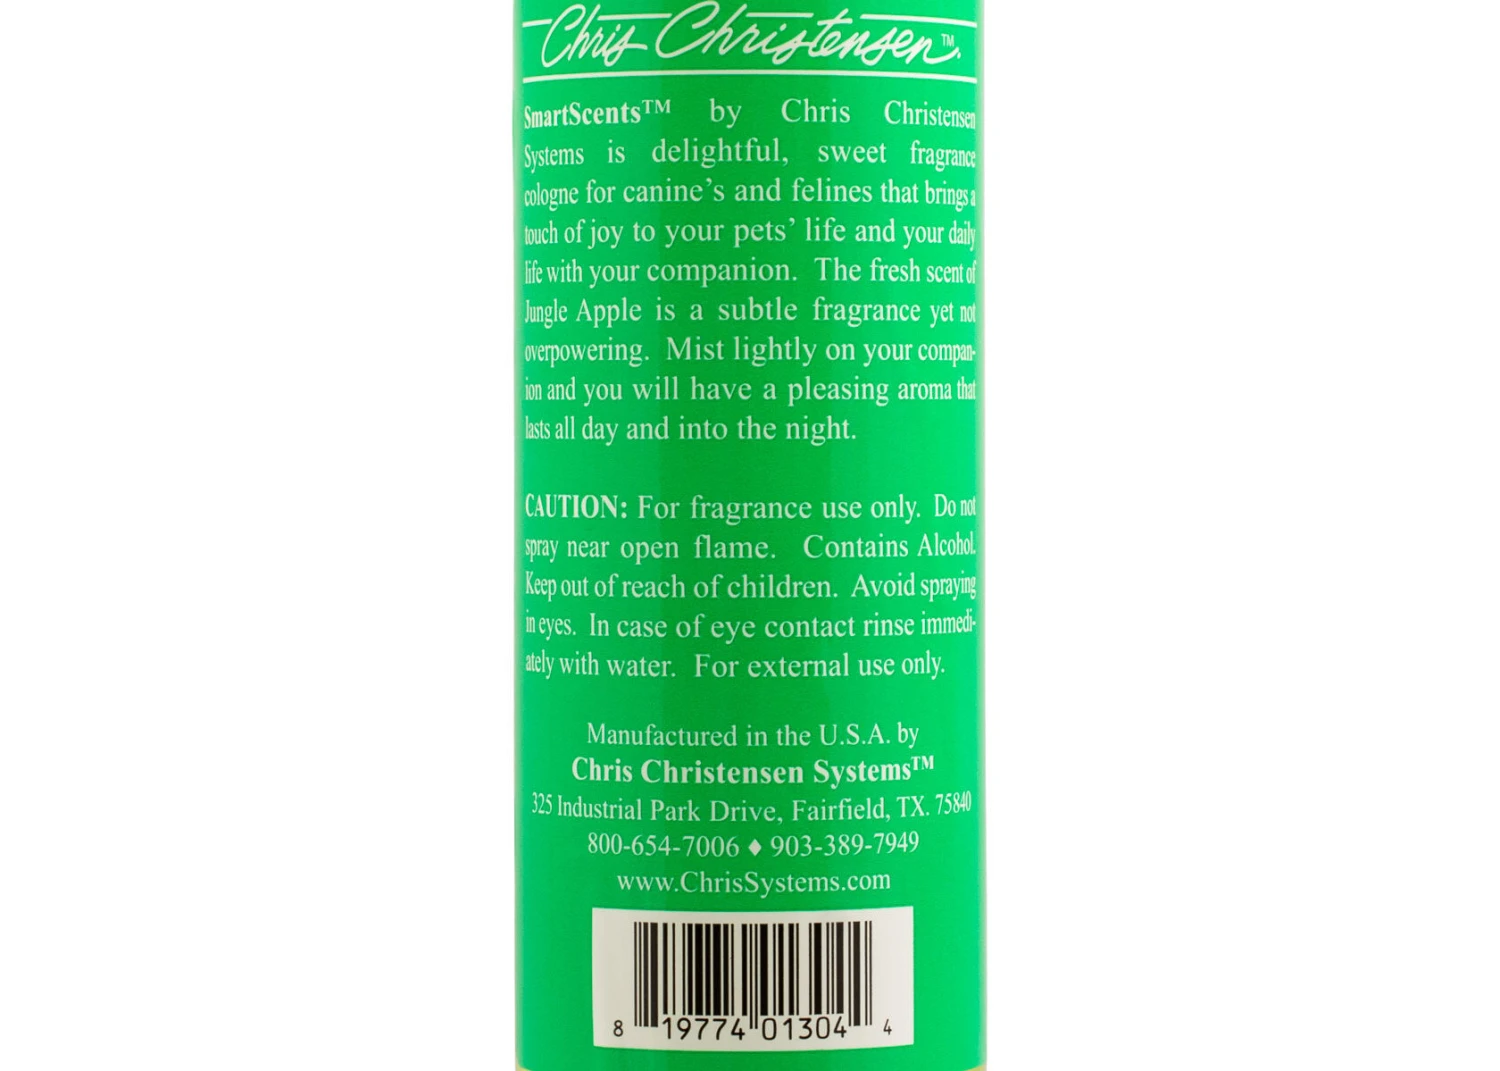 Chris Christensen™.
SmartScents™ by Chris Christensen
Systems is delightful, sweet fragrance
cologne for canine's and felines that brings a
touch of joy to your pets' life and your daily
life with your companion. The fresh scent of
Jungle Apple is a subtle fragrance yet not
overpowering. Mist lightly on your compan-
ion and you will have a pleasing aroma that
lasts all day and into the night.
CAUTION: For fragrance use only. Do not
spray near open flame. Contains Alcohol.
Keep out of reach of children. Avoid spraying
in eyes. In case of eye contact rinse immedi-
ately with water. For external use only.
Manufactured in the U.S.A. by
Chris Christensen Systems™
325 Industrial Park Drive, Fairfield, TX. 75840
800-654-7006 ♦ 903-389-7949
www.ChrisSystems.com
8 19774 01304 4